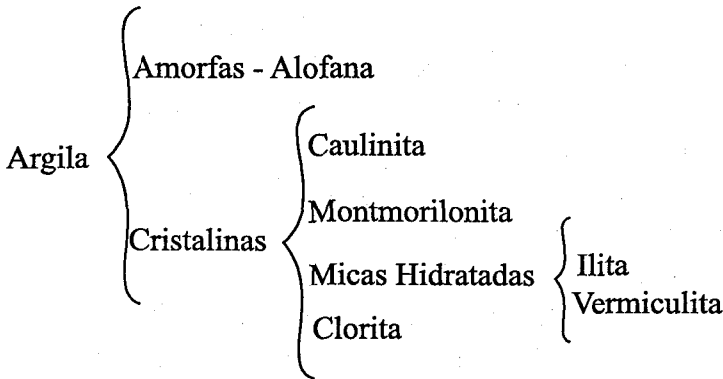 Amorfas - Alofana
Argila
Caulinita
Montmorilonita
Cristalinas
Micas Hidratadas
Ilita
Vermiculita
Clorita